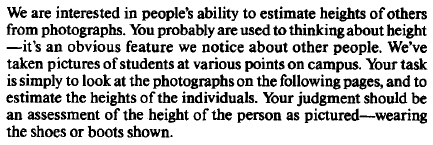 We are interested in people's ability to estimate heights of others
from photographs. You probably are used to thinking about height
—it's an obvious feature we notice about other people. We've
taken pictures of students at various points on campus. Your task
is simply to look at the photographs on the following pages, and to
estimate the heights of the individuals. Your judgment should be
an assessment of the height of the person as pictured—wearing
the shoes or boots shown.